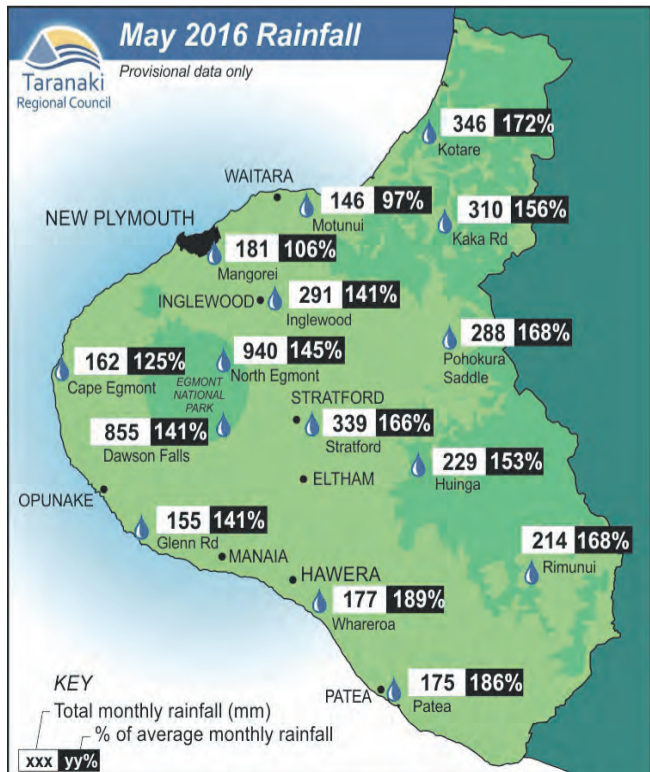 May 2016 Rainfall
Provisional data only
Taranaki
Regional Council
346 172%
Kotare
WAITARA
146 97%
Motunui
310 156%
Kaka Rd
NEW PLYMOUTH
181 106%
Mangorei
INGLEWOOD
291 141%
Inglewood
288 168%
Pohokura
Saddle
162 125%
Cape Egmont
940 145%
North Egmont
EGMONT
NATIONAL
PARK
STRATFORD
339 166%
Stratford
855 141%
Dawson Falls
229 153%
Huinga
ELTHAM
OPUNAKE
155 141%
Glenn Rd
MANAIA
214 168%
Rimunui
HAWERA
177 189%
Whareroa
PATEA
175 186%
Patea
KEY
Total monthly rainfall (mm)
% of average monthly rainfall
xxx yy%